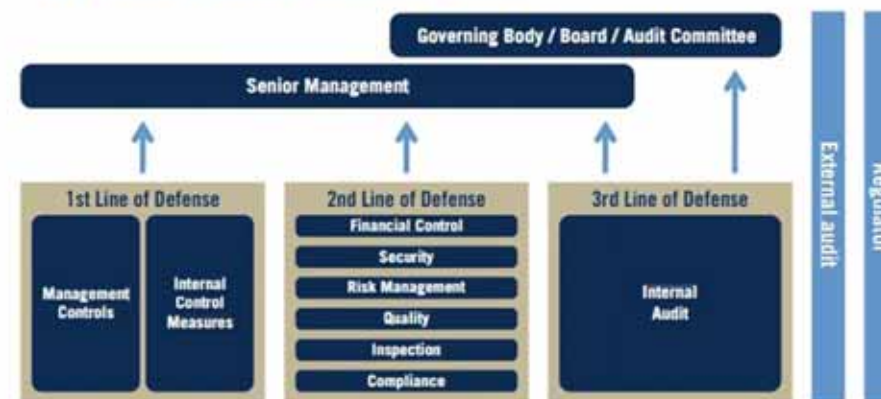 Governing Body / Board / Audit Committee
Senior Management
1st Line of Defense
Management
Controls
Internal
Control
Measures
2nd Line of Defense
Financial Control
Security
Risk Management
Quality
Inspection
Compliance
3rd Line of Defense
Internal
Audit
External audit
Regulator